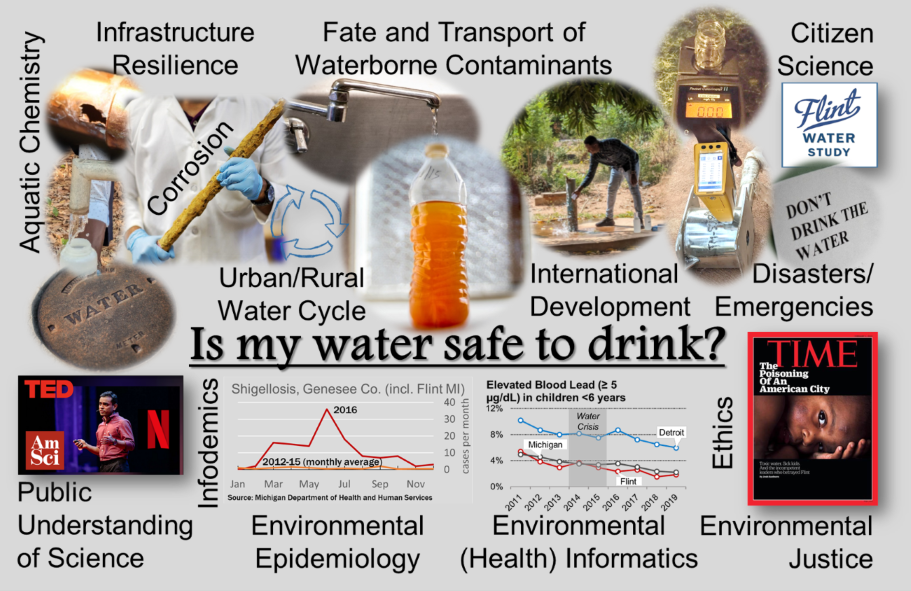 Infrastructure
Resilience
Fate and Transport of
Waterborne Contaminants
Citizen
Science
Aquatic Chemistry
Corrosion
Flint
WATER
STUDY
DON'T
DRINK THE
WATER
WATER
Urban/Rural
Water Cycle
International
Development
Disasters/
Emergencies
Is my water safe to drink?
TED
Am
Sci
N
Public
Understanding
of Science
Infodemics
Shigellosis, Genesee Co. (incl. Flint MI)
40
30
20
10
0
cases per month
2016
2012-15 (monthly average)
Jan Mar May Jul Sep Nov
Source: Michigan Department of Health and Human Services
Environmental
Epidemiology
Elevated Blood Lead (≥ 5
µg/dL) in children <6 years
12%
8%
4%
0%
Water
Crisis
Detroit
Michigan
Flint
2011 2012 2013 2014 2015 2016 2017 2018 2019
Environmental
(Health) Informatics
Ethics
TIME
The
Poisoning
Of An
American City
Environmental
Justice